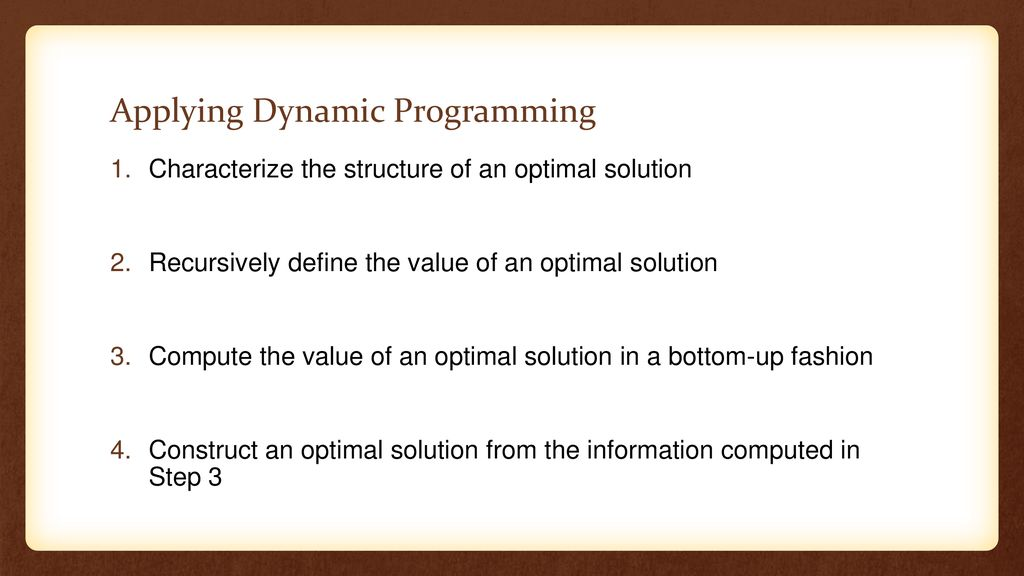 Applying Dynamic Programming
1. Characterize the structure of an optimal solution
2. Recursively define the value of an optimal solution
3. Compute the value of an optimal solution in a bottom-up fashion
4. Construct an optimal solution from the information computed in
Step 3